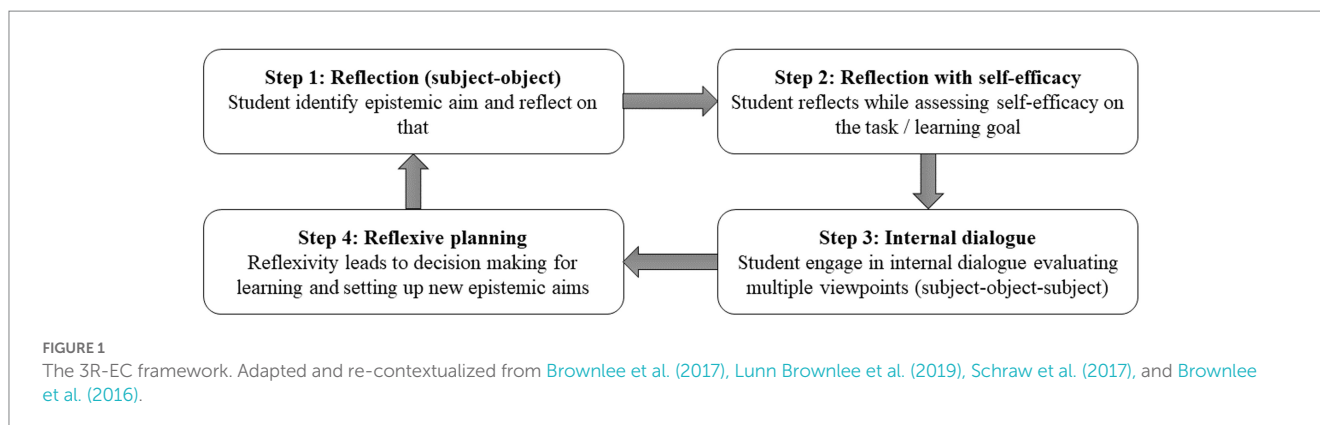 Step 1: Reflection (subject-object)
Student identify epistemic aim and reflect on
that
Step 2: Reflection with self-efficacy
Student reflects while assessing self-efficacy on
the task / learning goal
Step 4: Reflexive planning
Reflexivity leads to decision making for
learning and setting up new epistemic aims
Step 3: Internal dialogue
Student engage in internal dialogue evaluating
multiple viewpoints (subject-object-subject)
FIGURE 1
The 3R-EC framework. Adapted and re-contextualized from Brownlee et al. (2017), Lunn Brownlee et al. (2019), Schraw et al. (2017), and Brownlee
et al. (2016).